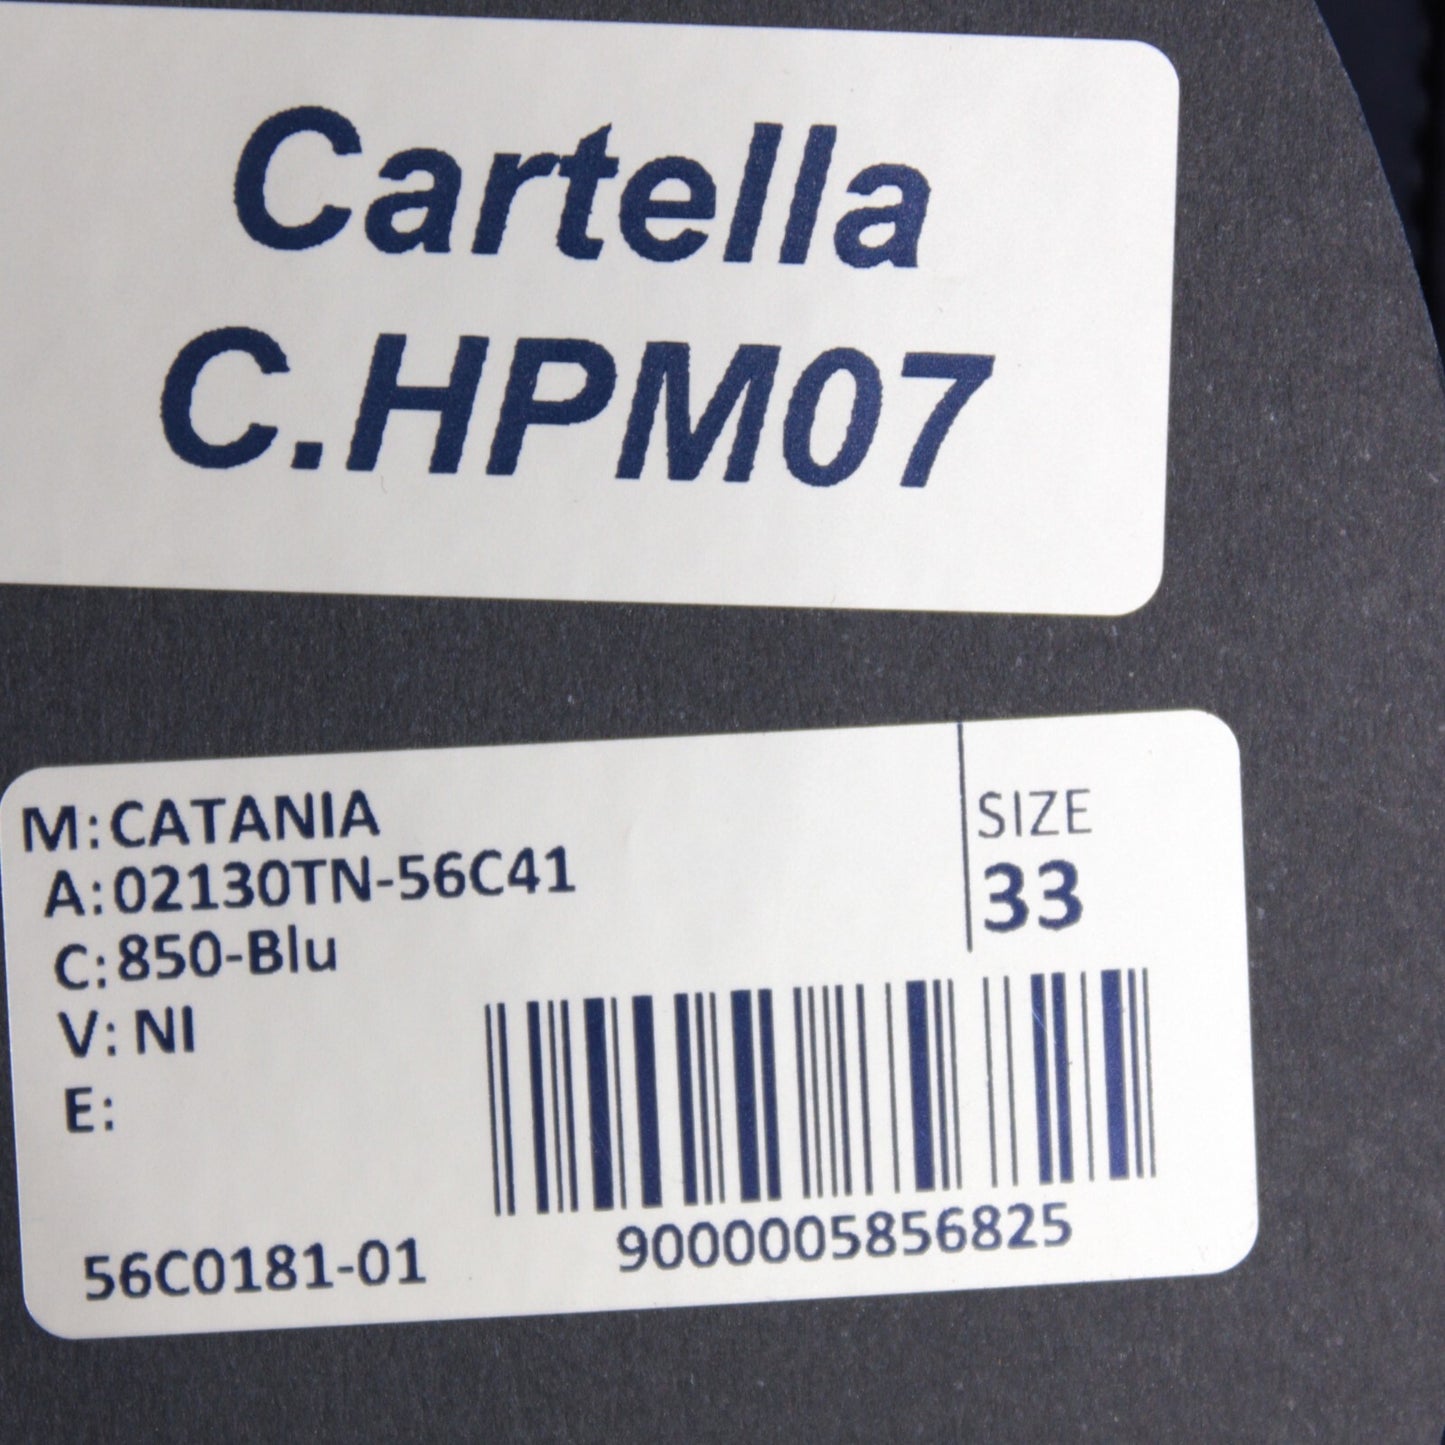 Cartella
C.HPM07
M: CATANIA
A: 02130TN-56C41
C: 850-Blu
V: NI
E:
SIZE
33
56C0181-01
9000005856825